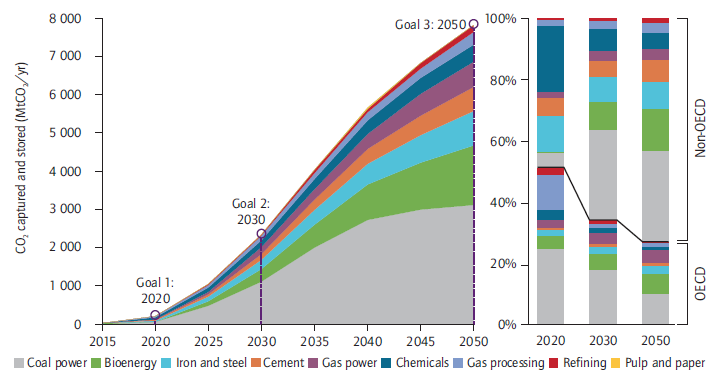 CO₂ captured and stored (MtCO₂/yr)
8 000
7 000
6 000
5 000
4 000
3 000
2 000
1 000
0
Goal 1:
2020
Goal 2:
2030
Goal 3: 2050
2015 2020 2025 2030 2035 2040 2045 2050
100%
80%
60%
40%
20%
0%
2020 2030 2050
Non-OECD
OECD
Coal power Bioenergy Iron and steel Cement Gas power Chemicals Gas processing Refining Pulp and paper